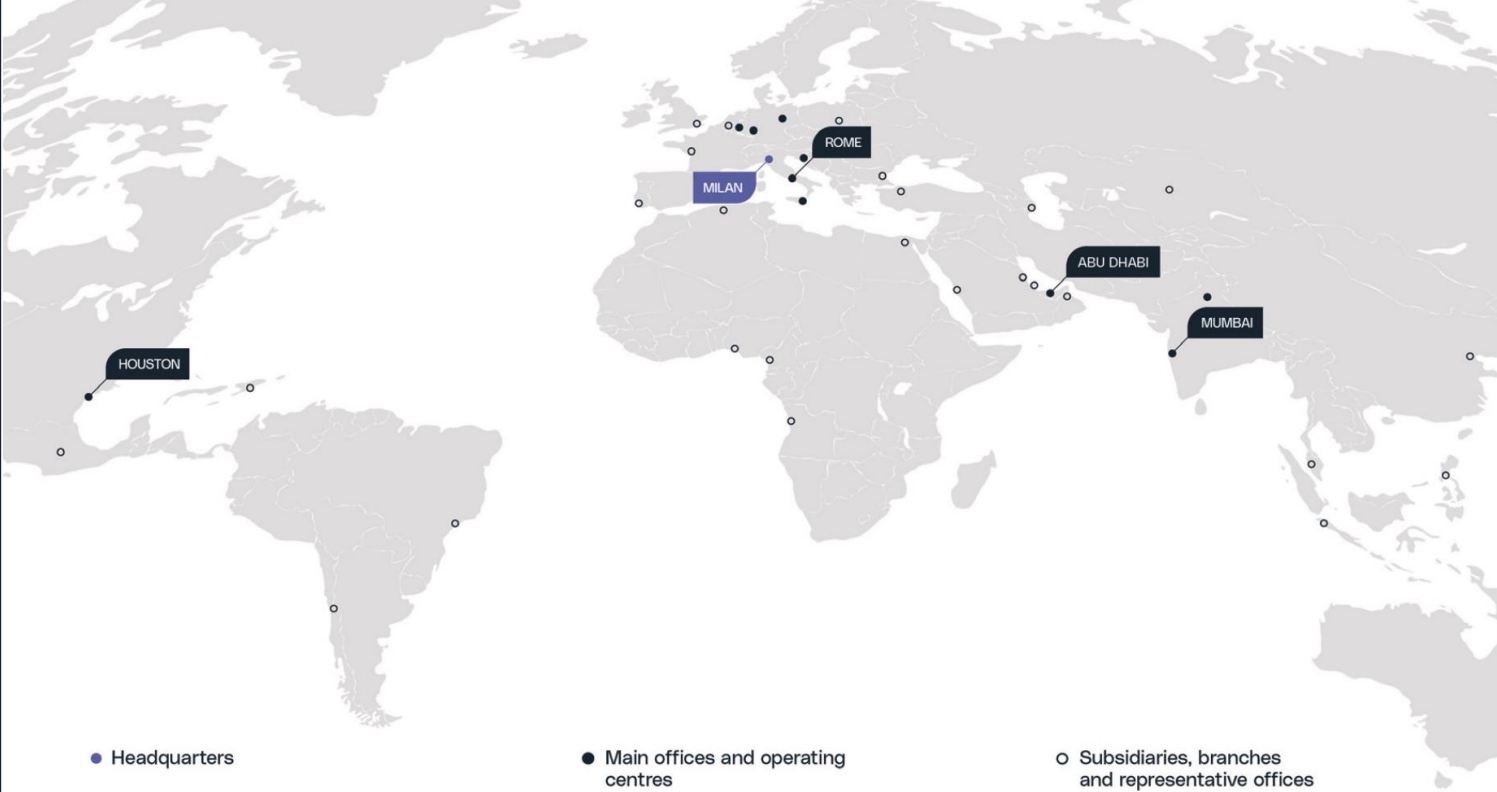 ROME
MILAN
ABU DHABI
MUMBAI
HOUSTON
Headquarters
Main offices and operating
centres
Subsidiaries, branches
and representative offices